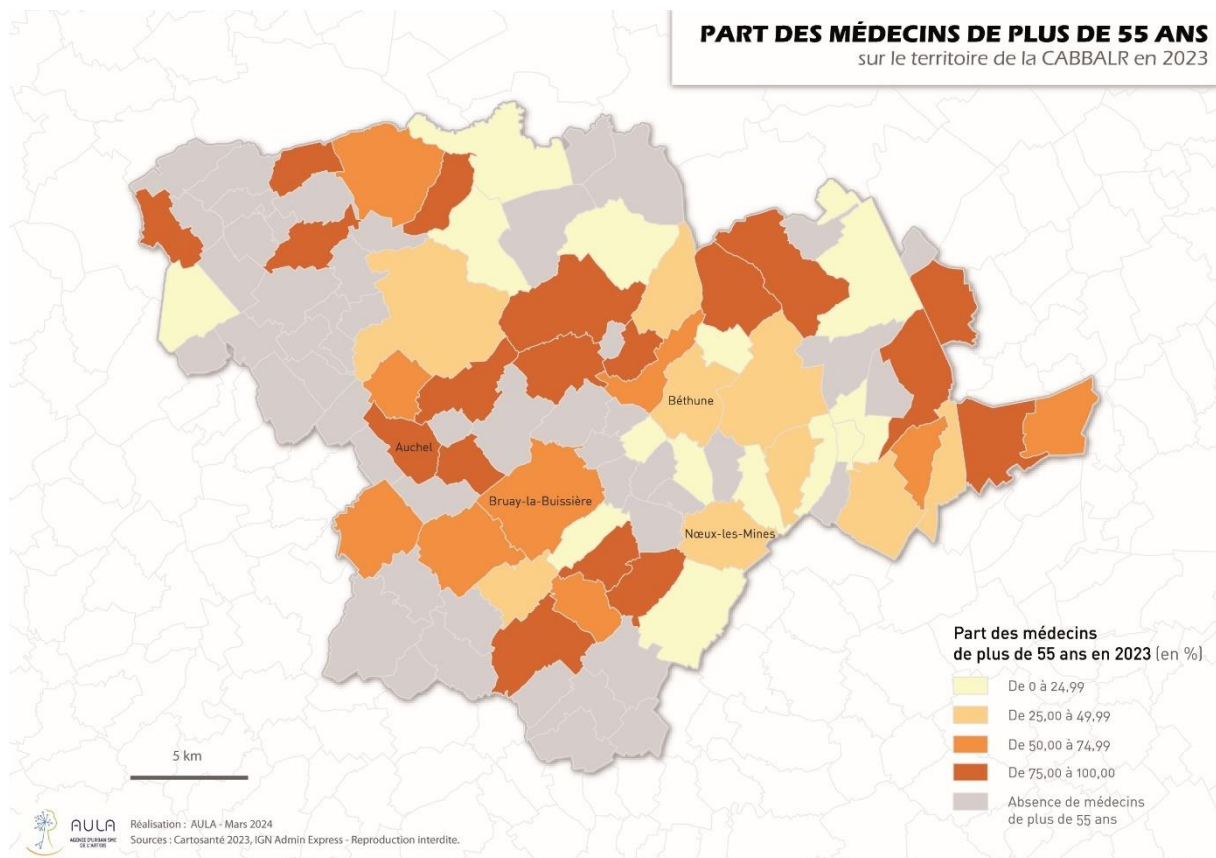 PART DES MÉDECINS DE PLUS DE 55 ANS
sur le territoire de la CABBALR en 2023
Béthune
Auchel
Bruay-la-Buissière
Nœux-les-Mines
Part des médecins
de plus de 55 ans en 2023 (en %)
De 0 à 24,99
De 25,00 à 49,99
De 50,00 à 74,99
De 75,00 à 100,00
Absence de médecins
de plus de 55 ans
5 km
AULA
AGENCE D'URBANISME
DE L'ARTOIS
Réalisation : AULA - Mars 2024
Sources : Cartosanté 2023, IGN Admin Express - Reproduction interdite.